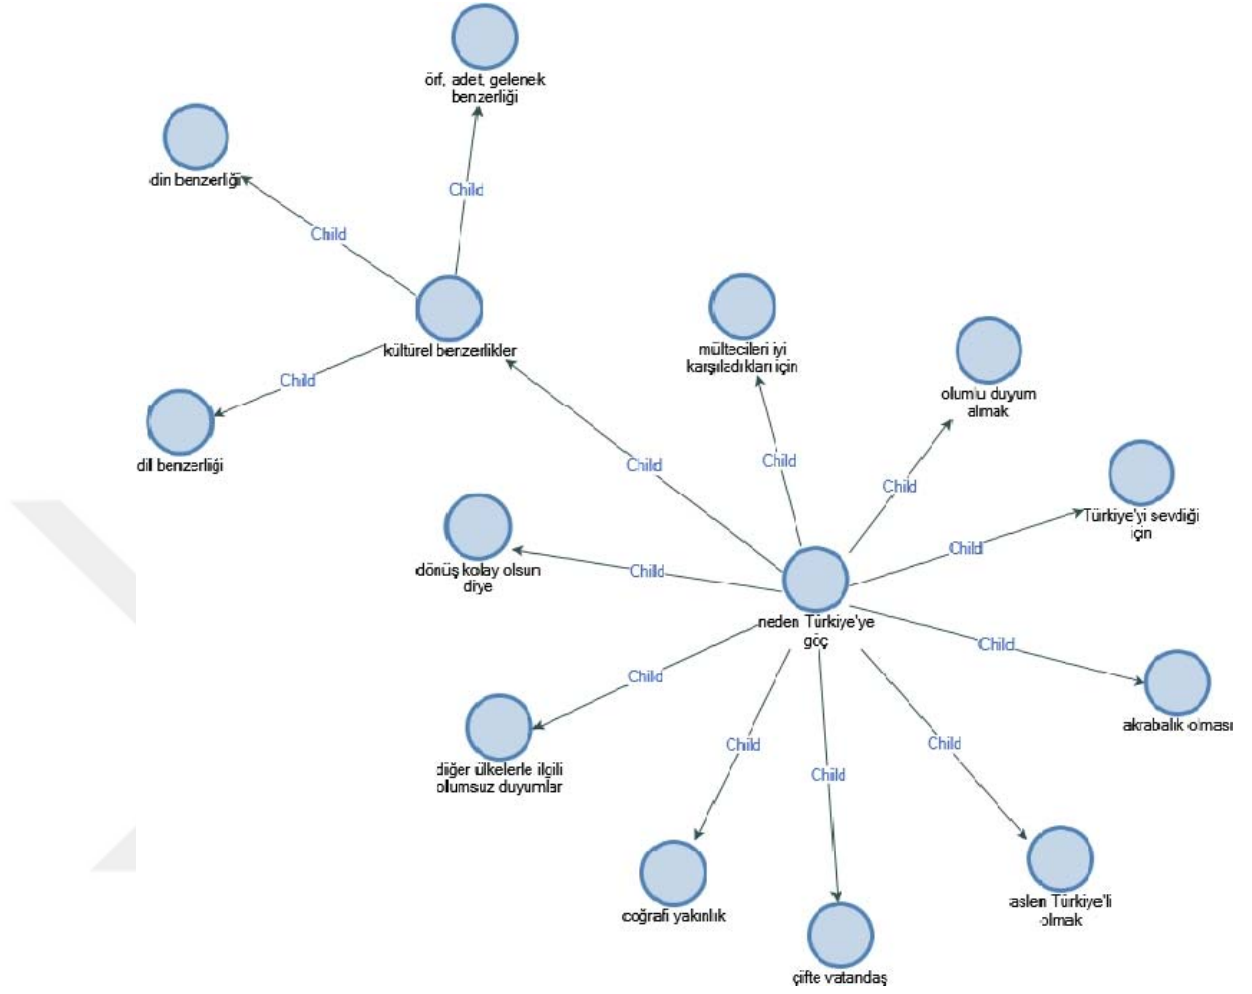 örf, adet, gelenek
benzerliği
din benzerliği
Child
Child
kültürel benzerlikler
Child
dil benzerliği
mültecileri iyi
karşıladıkları için
olumlu duyum
almak
Child
Child
Child
Türkiye'yi sevdiği
için
Child
dönüş kolay olsun
diye
Child
neden Türkiye'ye
göç
Child
akrabalık olması
Child
diğer ülkelerle ilgili
olumsuz duyumlar
Child
Child
Child
coğrafi yakınlık
aslen Türkiye'li
olmak
çifte vatandaş